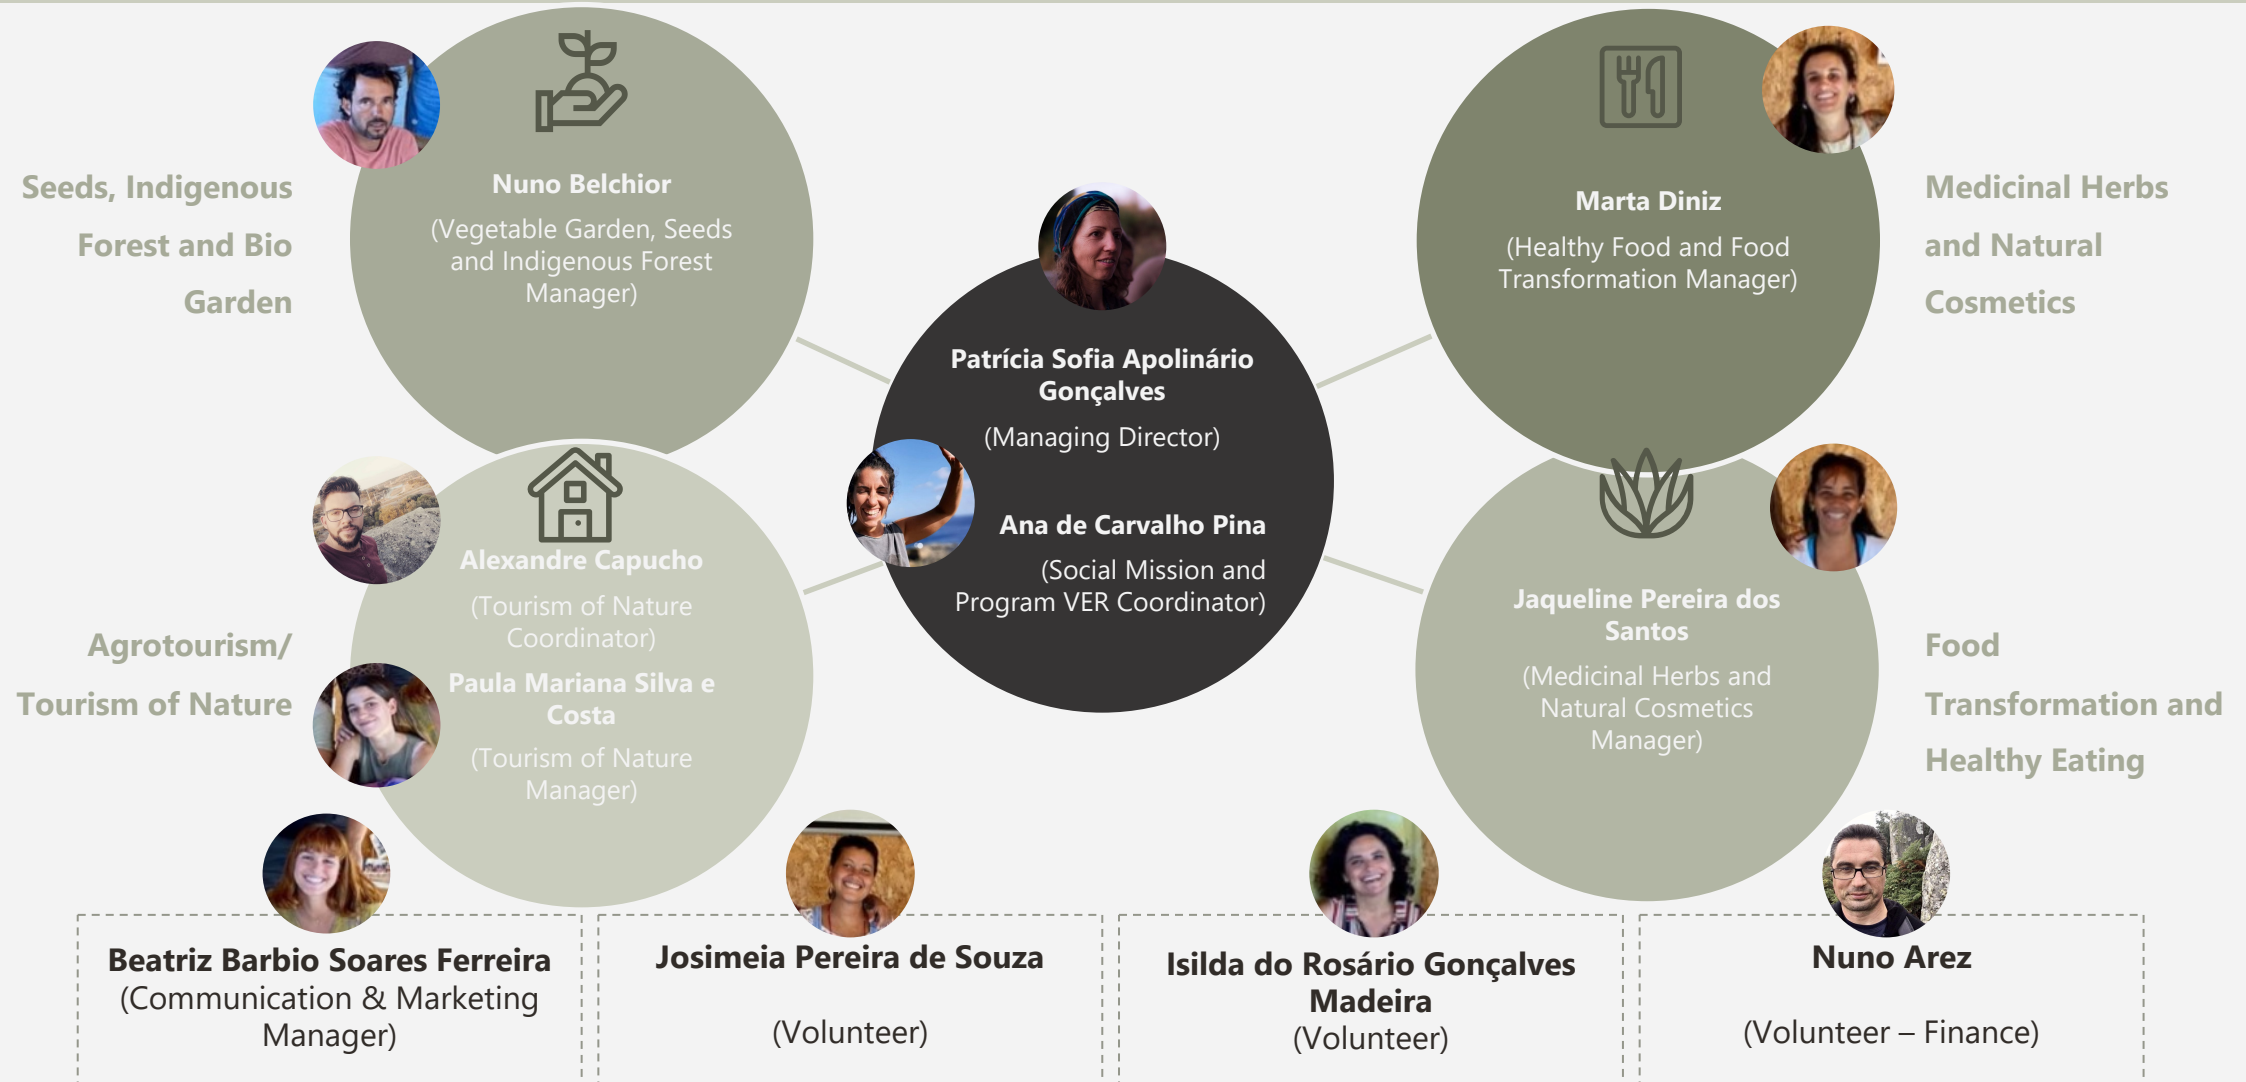 Seeds, Indigenous
Forest and Bio
Garden
Nuno Belchior
(Vegetable Garden, Seeds
and Indigenous Forest
Manager)
Patrícia Sofia Apolinário
Gonçalves
(Managing Director)
Ana de Carvalho Pina
(Social Mission and
Program VER Coordinator)
Marta Diniz
(Healthy Food and Food
Transformation Manager)
Medicinal Herbs
and Natural
Cosmetics
Agrotourism/
Tourism of Nature
Alexandre Capucho
(Tourism of Nature
Coordinator)
Paula Mariana Silva e
Costa
(Tourism of Nature
Manager)
Jaqueline Pereira dos
Santos
(Medicinal Herbs and
Natural Cosmetics
Manager)
Food
Transformation and
Healthy Eating
Beatriz Barbio Soares Ferreira
(Communication & Marketing
Manager)
Josimeia Pereira de Souza
(Volunteer)
Isilda do Rosário Gonçalves
Madeira
(Volunteer)
Nuno Arez
(Volunteer – Finance)